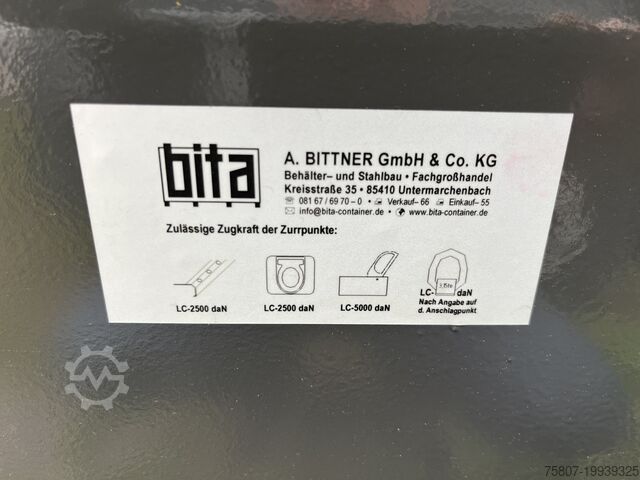 bita
A. BITTNER GmbH & Co. KG
Behälter- und Stahlbau • Fachgroßhandel
Kreisstraße 35 • 85410 Untermarchenbach
☏ 081 67 / 69 70 – 0 • Verkauf– 66 • Einkauf– 55
✉ info@bita-container.de • www.bita-container.de
Zulässige Zugkraft der Zurrpunkte:
LC-2500 daN LC-2500 daN LC-5000 daN LC- daN
Nach Angabe auf
d. Anschlagpunkt
75807-19939325